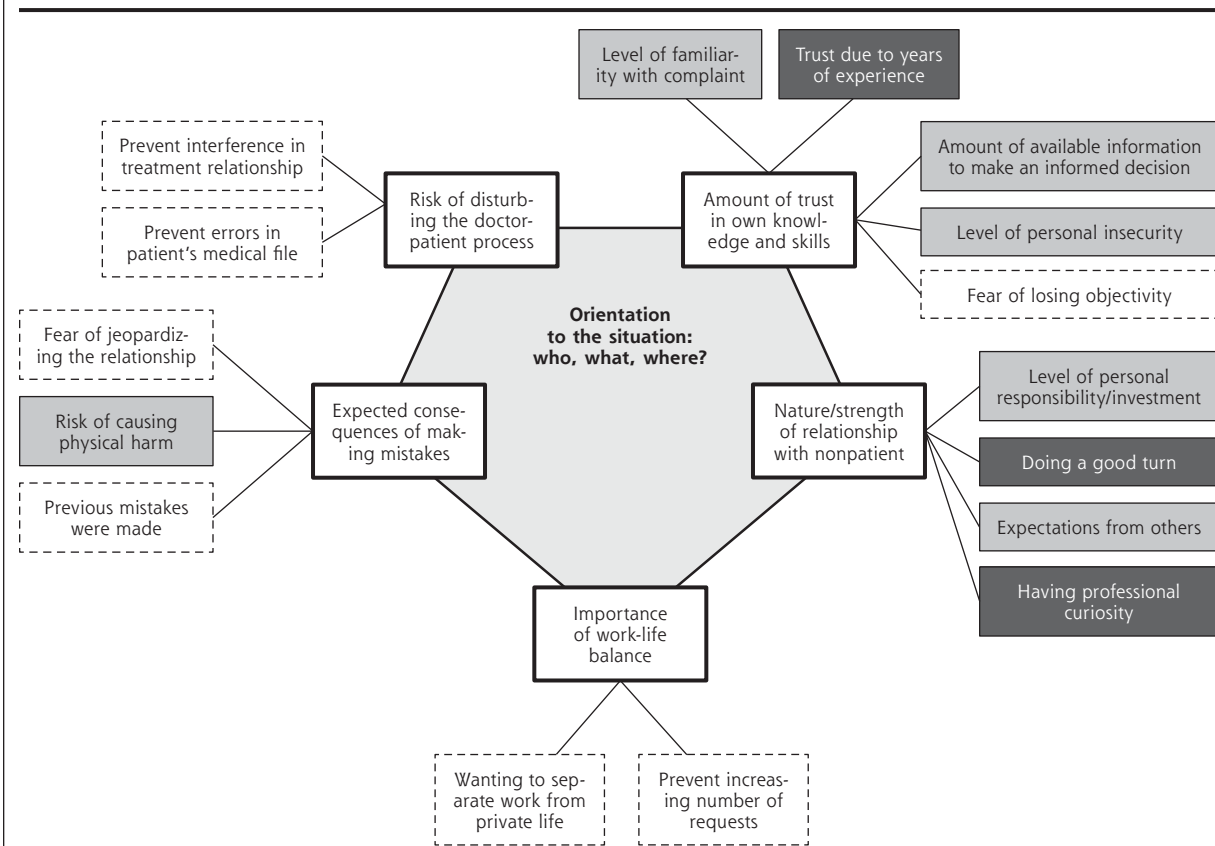 Level of familiar-
ity with complaint
Trust due to years
of experience
Prevent interference in
treatment relationship
Prevent errors in
patient's medical file
Risk of disturb-
ing the doctor-
patient process
Amount of trust
in own knowl-
edge and skills
Amount of available information
to make an informed decision
Level of personal insecurity
Fear of losing objectivity
Orientation
to the situation:
who, what, where?
Fear of jeopardiz-
ing the relationship
Risk of causing
physical harm
Previous mistakes
were made
Expected conse-
quences of mak-
ing mistakes
Nature/strength
of relationship
with nonpatient
Level of personal
responsibility/investment
Doing a good turn
Expectations from others
Having professional
curiosity
Importance
of work-life
balance
Wanting to sep-
arate work from
private life
Prevent increas-
ing number of
requests